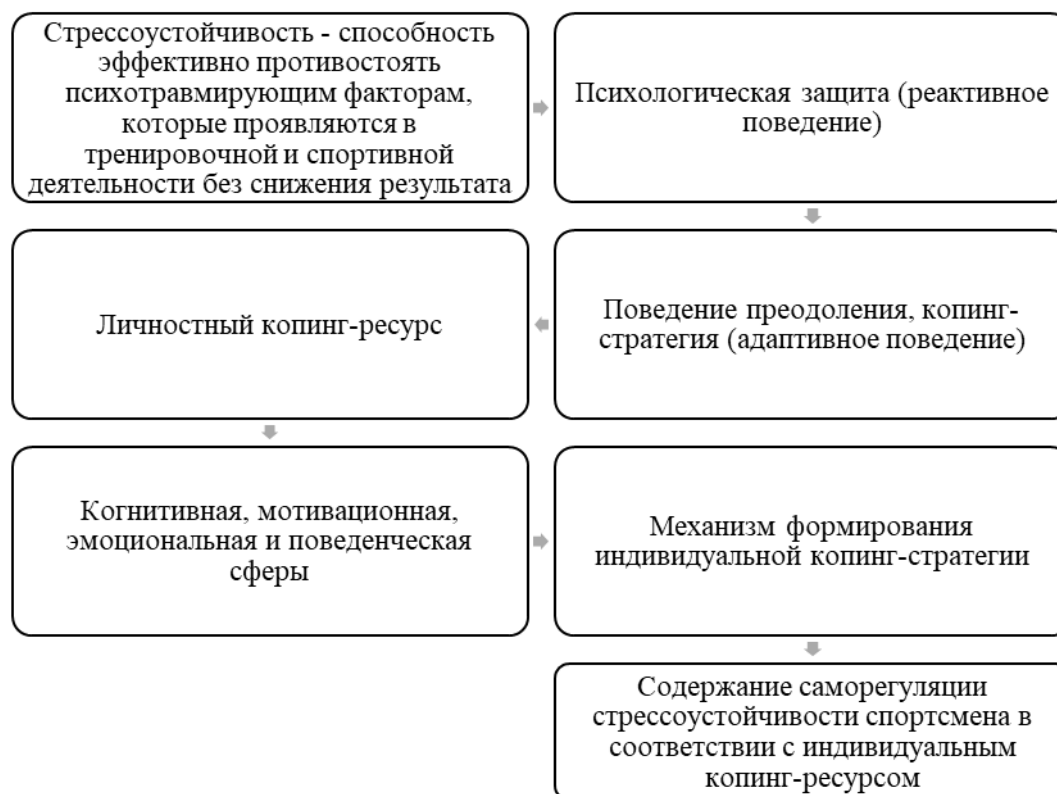 Стрессоустойчивость - способность
эффективно противостоять
психотравмирующим факторам,
которые проявляются в
тренировочной и спортивной
деятельности без снижения результата
Психологическая защита (реактивное
поведение)
Поведение преодоления, копинг-
стратегия (адаптивное поведение)
Личностный копинг-ресурс
Когнитивная, мотивационная,
эмоциональная и поведенческая
сферы
Механизм формирования
индивидуальной копинг-стратегии
Содержание саморегуляции
стрессоустойчивости спортсмена в
соответствии с индивидуальным
копинг-ресурсом